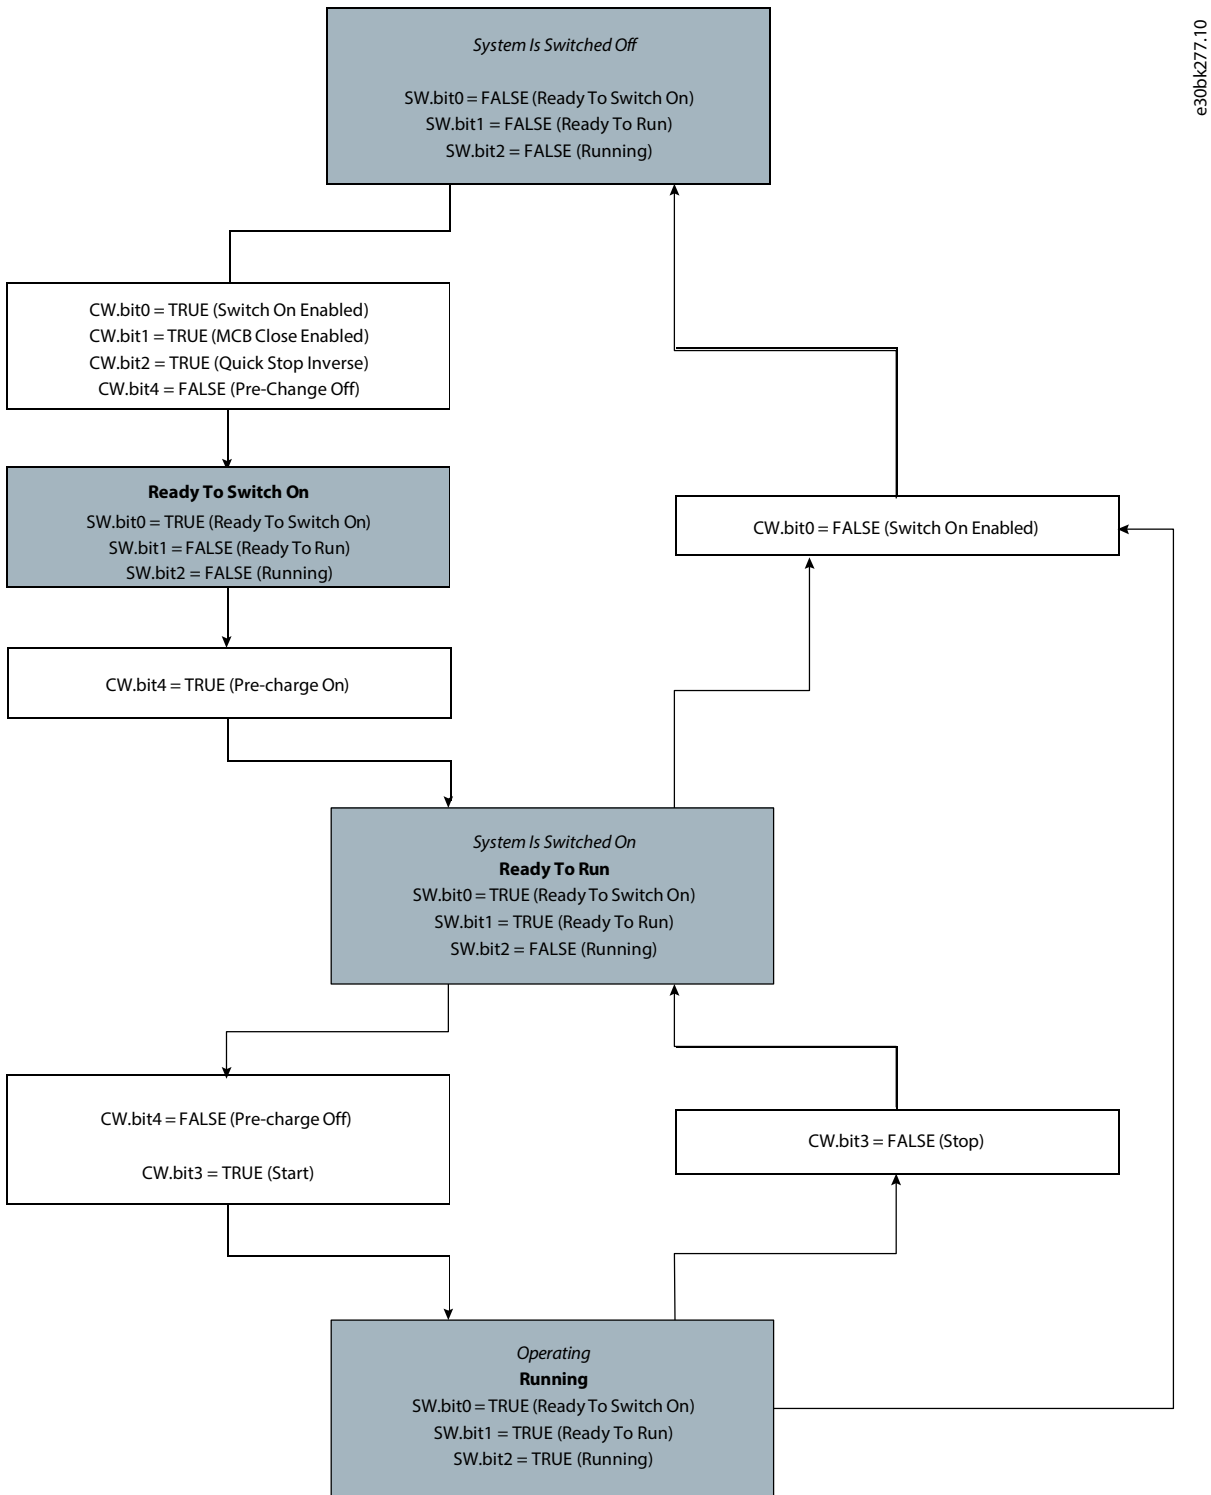 System Is Switched Off
SW.bit0 = FALSE (Ready To Switch On)
SW.bit1 = FALSE (Ready To Run)
SW.bit2 = FALSE (Running)
e30bk277.10
CW.bit0 = TRUE (Switch On Enabled)
CW.bit1 = TRUE (MCB Close Enabled)
CW.bit2 = TRUE (Quick Stop Inverse)
CW.bit4 = FALSE (Pre-Change Off)
Ready To Switch On
SW.bit0 = TRUE (Ready To Switch On)
SW.bit1 = FALSE (Ready To Run)
SW.bit2 = FALSE (Running)
CW.bit0 = FALSE (Switch On Enabled)
CW.bit4 = TRUE (Pre-charge On)
System Is Switched On
Ready To Run
SW.bit0 = TRUE (Ready To Switch On)
SW.bit1 = TRUE (Ready To Run)
SW.bit2 = FALSE (Running)
CW.bit4 = FALSE (Pre-charge Off)
CW.bit3 = TRUE (Start)
CW.bit3 = FALSE (Stop)
Operating
Running
SW.bit0 = TRUE (Ready To Switch On)
SW.bit1 = TRUE (Ready To Run)
SW.bit2 = TRUE (Running)